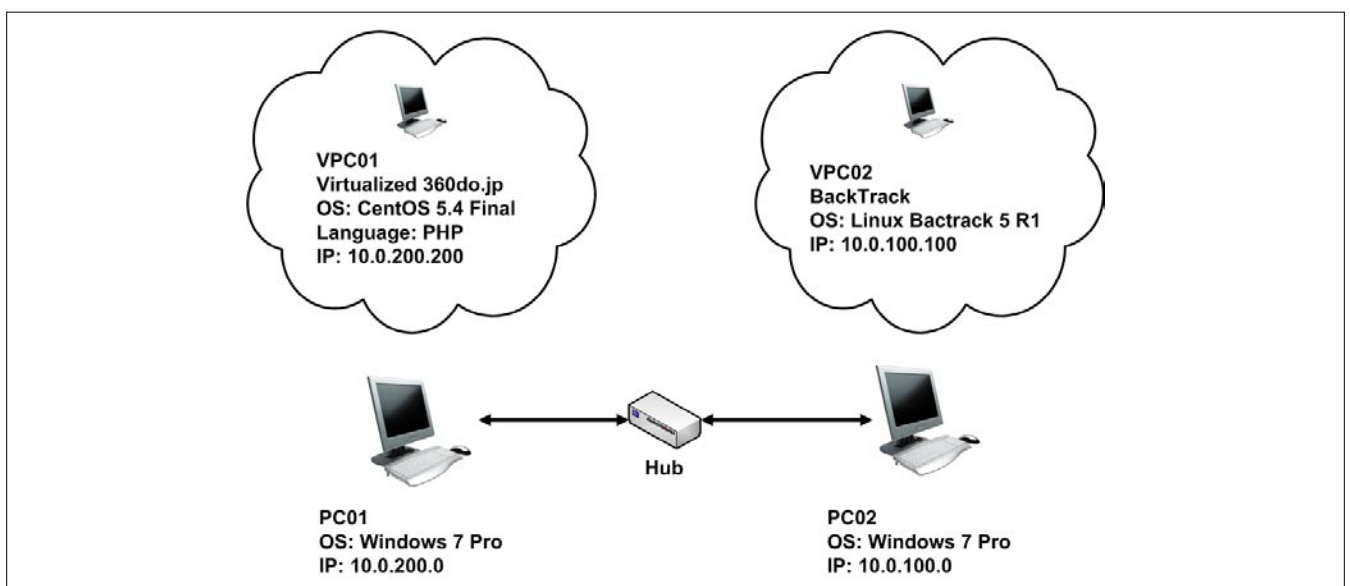 VPC01
Virtualized 360do.jp
OS: CentOS 5.4 Final
Language: PHP
IP: 10.0.200.200
VPC02
BackTrack
OS: Linux Bactrack 5 R1
IP: 10.0.100.100
Hub
PC01
OS: Windows 7 Pro
IP: 10.0.200.0
PC02
OS: Windows 7 Pro
IP: 10.0.100.0